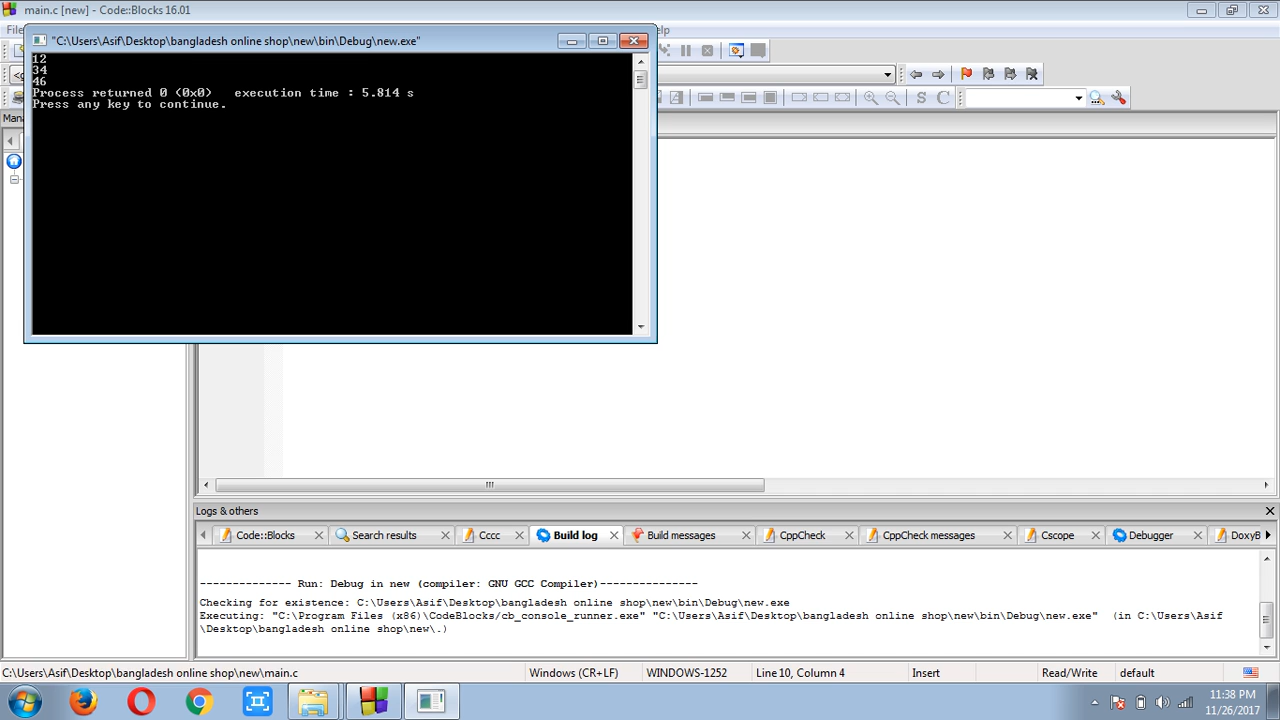 main.c [new] - Code::Blocks 16.01
File
elp
"C:\Users\Asif\Desktop\bangladesh online shop\new\bin\Debug\new.exe"
12
34
46
Process returned 0 (0x0)   execution time : 5.814 s
Press any key to continue.
<g
S C
Mana
Logs & others
Code::Blocks
Search results
Cccc
Build log
Build messages
CppCheck
CppCheck messages
Cscope
Debugger
DoxyB
-------------- Run: Debug in new (compiler: GNU GCC Compiler)---------------
Checking for existence: C:\Users\Asif\Desktop\bangladesh online shop\new\bin\Debug\new.exe
Executing: "C:\Program Files (x86)\CodeBlocks/cb_console_runner.exe" "C:\Users\Asif\Desktop\bangladesh online shop\new\bin\Debug\new.exe"  (in C:\Users\Asif
\Desktop\bangladesh online shop\new\.)
C:\Users\Asif\Desktop\bangladesh online shop\new\main.c
Windows (CR+LF)
WINDOWS-1252
Line 10, Column 4
Insert
Read/Write
default
11:38 PM
11/26/2017